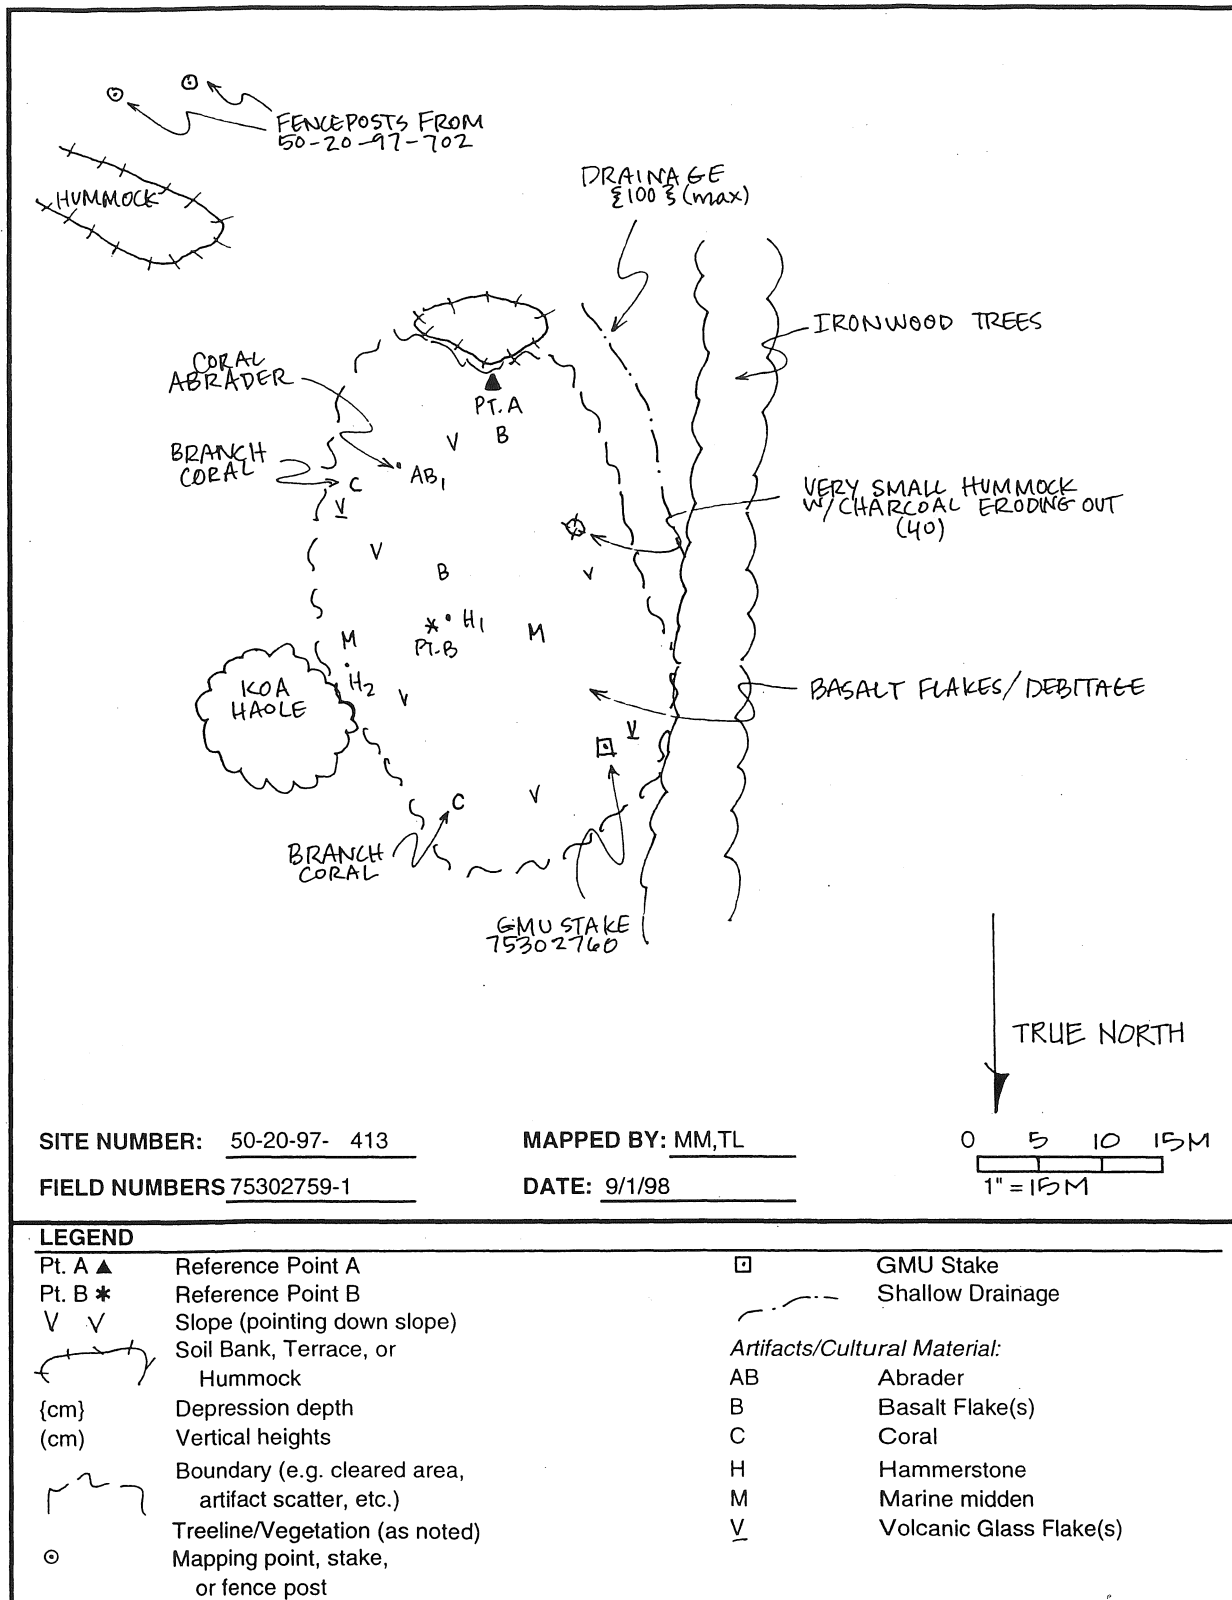 FENCEPOSTS FROM
50-20-97-702
HUMMOCK
DRAINAGE
{100} (max)
IRONWOOD TREES
CORAL
ABRADER
PT. A
V B
BRANCH
CORAL
AB1
C
V
VERY SMALL HUMMOCK
W/CHARCOAL ERODING OUT
(40)
V
B
V
H1
PT. B
M
M
H2
KOA
HAOLE
V
BASALT FLAKES/DEBITAGE
V
C
V
BRANCH
CORAL
GMU STAKE
75302760
TRUE NORTH
SITE NUMBER: 50-20-97- 413
MAPPED BY: MM,TL
0 5 10 15M
FIELD NUMBERS 75302759-1
DATE: 9/1/98
1" = 15M
LEGEND
Pt. A ▲ Reference Point A
Pt. B * Reference Point B
V V Slope (pointing down slope)
Soil Bank, Terrace, or
Hummock
{cm} Depression depth
(cm) Vertical heights
Boundary (e.g. cleared area,
artifact scatter, etc.)
Treeline/Vegetation (as noted)
Mapping point, stake,
or fence post
GMU Stake
Shallow Drainage
Artifacts/Cultural Material:
AB Abrader
B Basalt Flake(s)
C Coral
H Hammerstone
M Marine midden
V Volcanic Glass Flake(s)